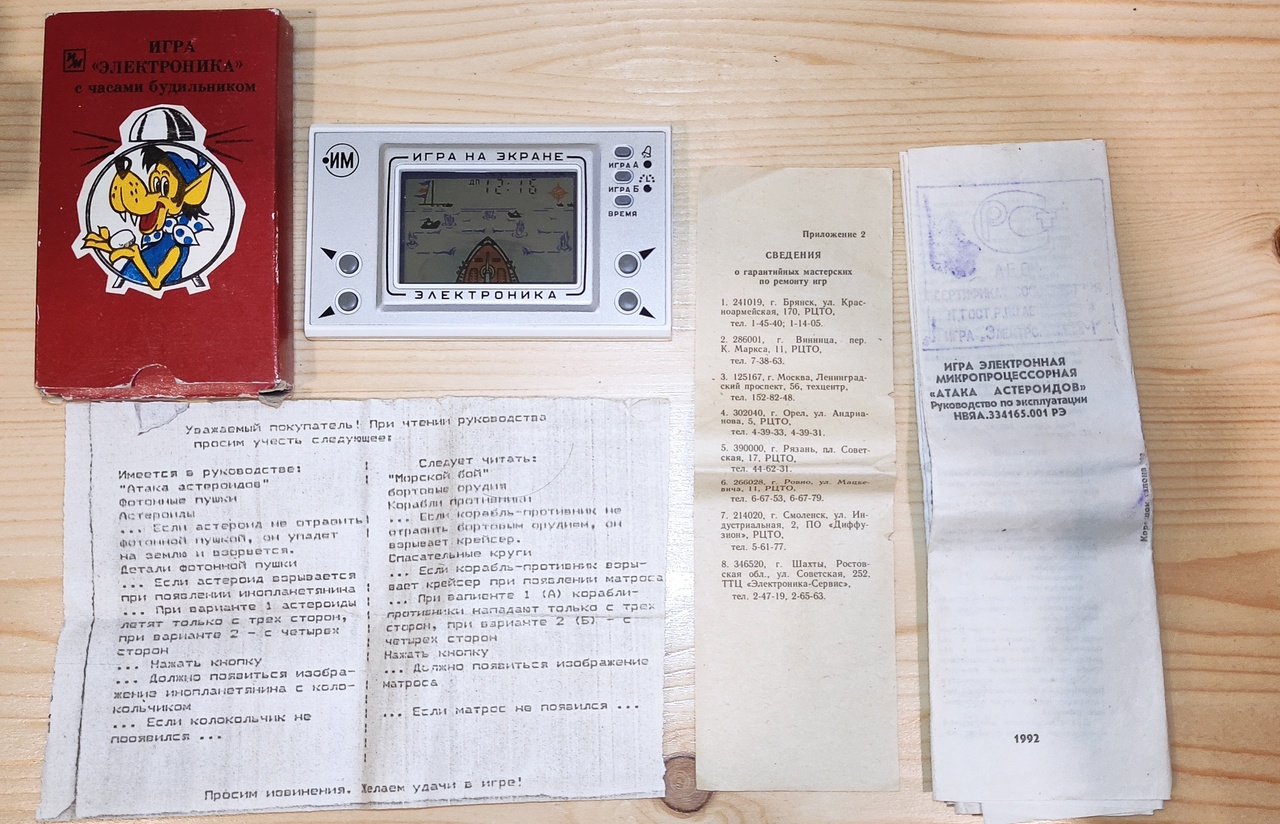 ИМ
ИГРА
«ЭЛЕКТРОНИКА»
с часами будильником
ИМ
ИГРА НА ЭКРАНЕ
ДП 12:16
ИГРА А
ИГРА Б
ВРЕМЯ
ЭЛЕКТРОНИКА
Уважаемый покупатель! При чтении руководства
просим учесть следующее:
Имеется в руководстве:
"Атака астероидов"
Фотонные пушки
Астероиды
... Если астероид не отравить
фотонной пушкой, он упадет
на землю и взорвется.
Детали фотонной пушки
... Если астероид взрывается
при появлении инопланетянина
... При варианте 1 астероиды
летят только с трех сторон,
при варианте 2 - с четырех
сторон
... Нажать кнопку
... Должно появиться изобра-
жение инопланетянина с коло-
кольчиком
... Если колокольчик не
появился ...
Следует читать:
"Морской бой"
бортовые орудия
Корабли противники
... Если корабль-противник не
отравить бортовым орудием, он
взрывает крейсер.
Спасательные круги
... Если корабль-противник взры-
вает крейсер при появлении матроса
... При вапиенте 1 (А) корабли-
противники нападают только с трех
сторон, при варианте 2 (Б) - с
четырех сторон
Нажать кнопку
... Должно появиться изображение
матроса
... Если матрос не появился ...
Просим извинения. Желаем удачи в игре!
Приложение 2
СВЕДЕНИЯ
о гарантийных мастерских
по ремонту игр
1. 241019, г. Брянск, ул. Крас-
ноармейская, 170, РЦТО,
тел. 1-45-40; 1-14-05.
2. 286001, г. Винница, пер.
К. Маркса, 11, РЦТО,
тел. 7-38-63.
3. 125167, г. Москва, Ленинград-
ский проспект, 56, техцентр,
тел. 152-82-48.
4. 302040, г. Орел, ул. Андриа-
нова, 5, РЦТО,
тел. 4-39-33, 4-39-31.
5. 390000, г. Рязань, пл. Совет-
ская, 17, РЦТО,
тел. 44-62-31.
6. 266028, г. Ровно, ул. Мицке-
вича, 11, РЦТО,
тел. 6-67-53, 6-67-79.
7. 214020, г. Смоленск, ул. Ин-
дустриальная, 2, ПО «Диффу-
зион», РЦТО,
тел. 5-61-77.
8. 346520, г. Шахты, Ростов-
ская обл., ул. Советская, 252,
ТТЦ «Электроника-Сервис»,
тел. 2-47-19, 2-65-63.
РСТ
ИГРА ЭЛЕКТРОННАЯ
МИКРОПРОЦЕССОРНАЯ
«АТАКА АСТЕРОИДОВ»
Руководство по эксплуатации
НВЯА.334165.001 РЭ
1992